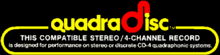 quadradisc
THIS COMPATIBLE STEREO/4-CHANNEL RECORD
is designed for performance on stereo or discrete CD-4 quadraphonic systems